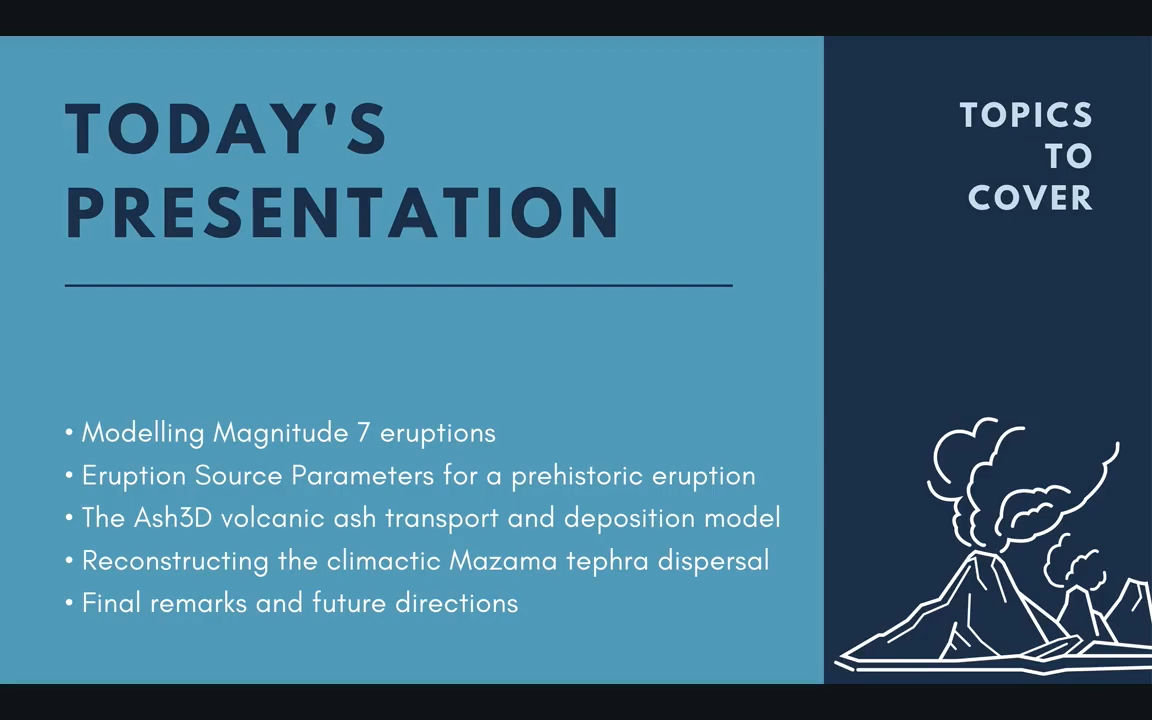 TODAY'S
PRESENTATION
TOPICS
TO
COVER
• Modelling Magnitude 7 eruptions
• Eruption Source Parameters for a prehistoric eruption
• The Ash3D volcanic ash transport and deposition model
• Reconstructing the climactic Mazama tephra dispersal
• Final remarks and future directions